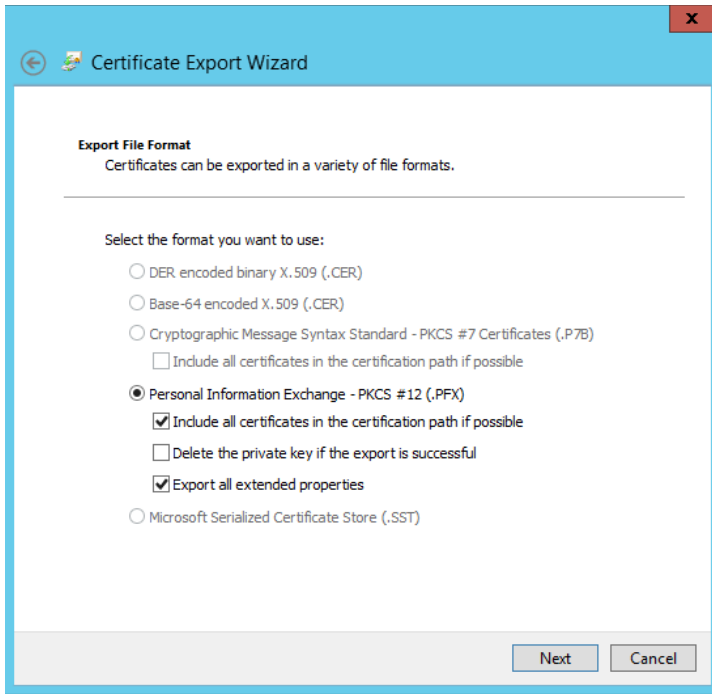 x
Certificate Export Wizard
Export File Format
Certificates can be exported in a variety of file formats.
Select the format you want to use:
DER encoded binary X.509 (.CER)
Base-64 encoded X.509 (.CER)
Cryptographic Message Syntax Standard - PKCS #7 Certificates (.P7B)
Include all certificates in the certification path if possible
Personal Information Exchange - PKCS #12 (.PFX)
Include all certificates in the certification path if possible
Delete the private key if the export is successful
Export all extended properties
Microsoft Serialized Certificate Store (.SST)
Next Cancel